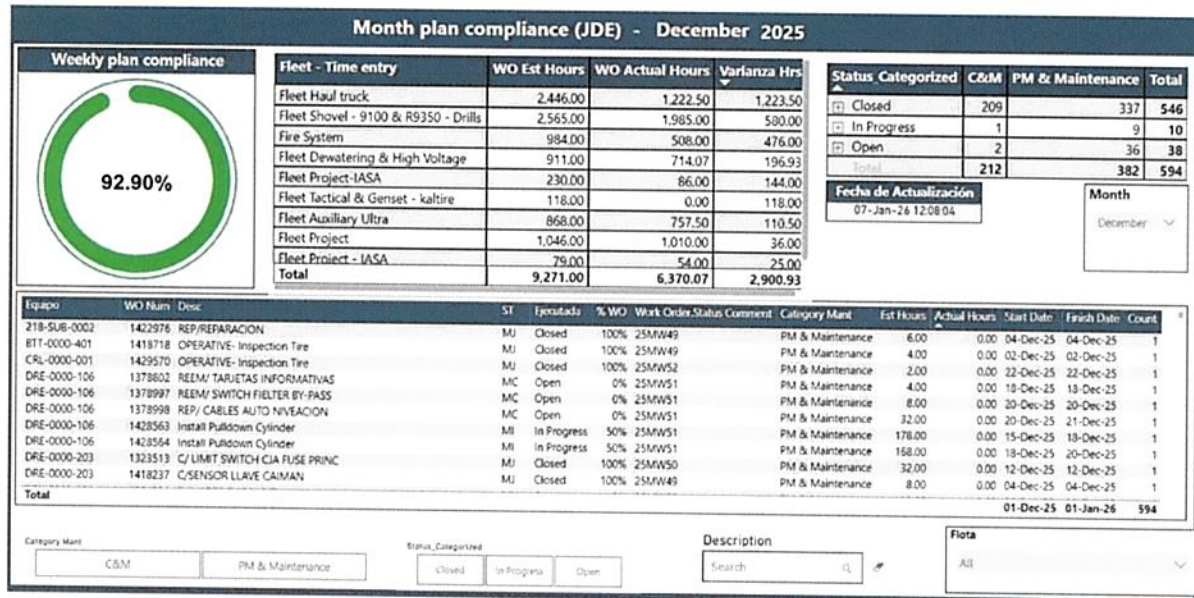 Month plan compliance (JDE) - December 2025
Weekly plan compliance
92.90%
Fleet - Time entry WO Est Hours WO Actual Hours Varianza Hrs
Fleet Haul truck 2,446.00 1,222.50 1,223.50
Fleet Shovel - 9100 & R9350 - Drills 2,565.00 1,985.00 580.00
Fire System 984.00 508.00 476.00
Fleet Dewatering & High Voltage 911.00 714.07 196.93
Fleet Project-IASA 230.00 86.00 144.00
Fleet Tactical & Genset - kaltire 118.00 0.00 118.00
Fleet Auxiliary Ultra 868.00 757.50 110.50
Fleet Project 1,046.00 1,010.00 36.00
Fleet Project - IASA 79.00 54.00 25.00
Total 9,271.00 6,370.07 2,900.93
Status_Categorized C&M PM & Maintenance Total
Closed 209 337 546
In Progress 1 9 10
Open 2 36 38
Total 212 382 594
Fecha de Actualización
07-Jan-26 12:08:04
Month
December
Equipo WO Num Desc ST Ejecutada % WO Work Order.Status Comment Category Mant Est Hours Actual Hours Start Date Finish Date Count
218-SUB-0002 1422976 REP/REPARACION MJ Closed 100% 25MW49 PM & Maintenance 6.00 0.00 04-Dec-25 04-Dec-25 1
BTT-0000-401 1418718 OPERATIVE- Inspection Tire MJ Closed 100% 25MW49 PM & Maintenance 4.00 0.00 02-Dec-25 02-Dec-25 1
CRL-0000-001 1429570 OPERATIVE- Inspection Tire MJ Closed 100% 25MW52 PM & Maintenance 2.00 0.00 22-Dec-25 22-Dec-25 1
DRE-0000-106 1378802 REEM/ TARJETAS INFORMATIVAS MC Open 0% 25MW51 PM & Maintenance 4.00 0.00 18-Dec-25 18-Dec-25 1
DRE-0000-106 1378997 REEM/ SWITCH FIELTER BY-PASS MC Open 0% 25MW51 PM & Maintenance 8.00 0.00 20-Dec-25 20-Dec-25 1
DRE-0000-106 1378998 REP/ CABLES AUTO NIVEACION MC Open 0% 25MW51 PM & Maintenance 32.00 0.00 20-Dec-25 21-Dec-25 1
DRE-0000-106 1428563 Install Pulldown Cylinder MI In Progress 50% 25MW51 PM & Maintenance 178.00 0.00 15-Dec-25 18-Dec-25 1
DRE-0000-106 1428564 Install Pulldown Cylinder MI In Progress 50% 25MW51 PM & Maintenance 168.00 0.00 18-Dec-25 20-Dec-25 1
DRE-0000-203 1323513 C/ LIMIT SWITCH CJA FUSE PRINC MJ Closed 100% 25MW50 PM & Maintenance 32.00 0.00 12-Dec-25 12-Dec-25 1
DRE-0000-203 1418237 C/SENSOR LLAVE CAIMAN MJ Closed 100% 25MW49 PM & Maintenance 8.00 0.00 04-Dec-25 04-Dec-25 1
Total 01-Dec-25 01-Jan-26 594
Category Mant
C&M PM & Maintenance
Status_Categorized
Closed In Progress Open
Description
Search
Flota
All